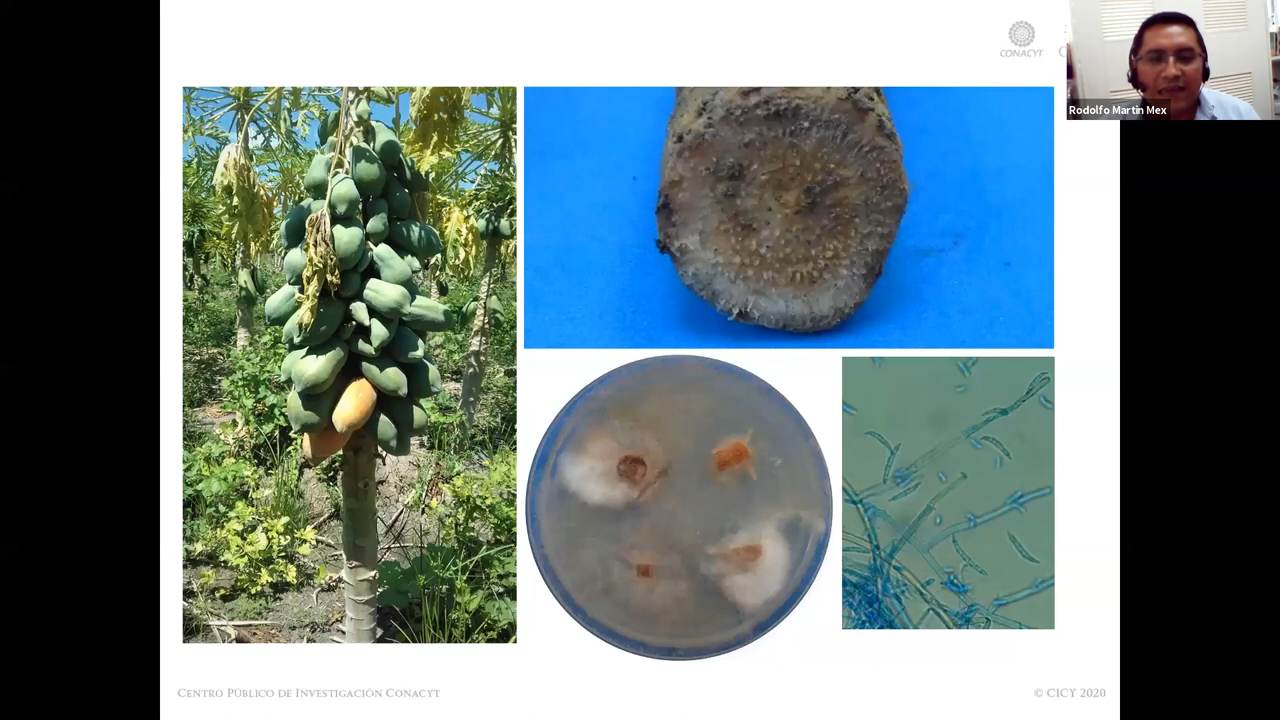 CONACYT
Rodolfo Martín Mex
CENTRO PÚBLICO DE INVESTIGACIÓN CONACYT
© CICY 2020